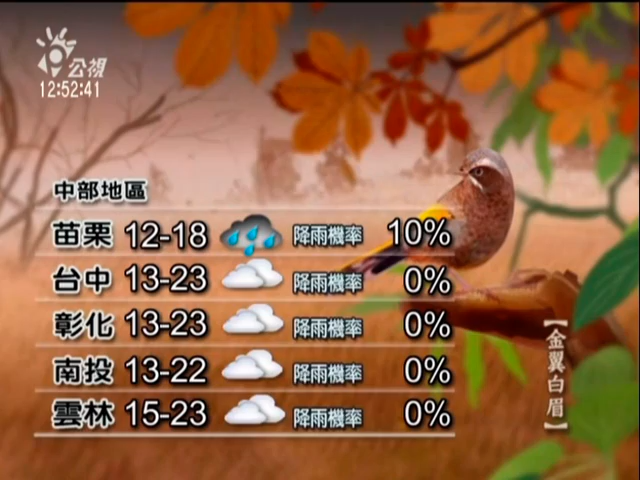 公視
12:52:41
中部地區
苗栗 12-18 降雨機率 10%
台中 13-23 降雨機率 0%
彰化 13-23 降雨機率 0%
南投 13-22 降雨機率 0%
雲林 15-23 降雨機率 0%
【金翼白眉】